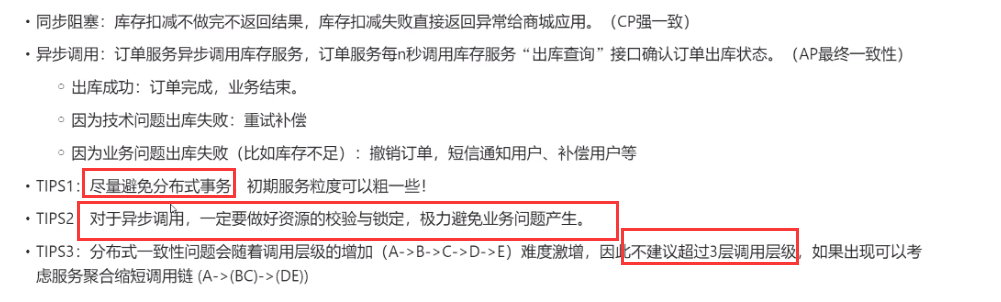 • 同步阻塞：库存扣减不做完不返回结果，库存扣减失败直接返回异常给商城应用。（CP强一致）
• 异步调用：订单服务异步调用库存服务，订单服务每n秒调用库存服务“出库查询”接口确认订单出库状态。（AP最终一致性）
○ 出库成功：订单完成，业务结束。
○ 因为技术问题出库失败：重试补偿
○ 因为业务问题出库失败（比如库存不足）：撤销订单，短信通知用户、补偿用户等
• TIPS1：尽量避免分布式事务 初期服务粒度可以粗一些！
• TIPS2 对于异步调用，一定要做好资源的校验与锁定，极力避免业务问题产生。
• TIPS3：分布式一致性问题会随着调用层级的增加（A->B->C->D->E）难度激增，因此不建议超过3层调用层级，如果出现可以考
虑服务聚合缩短调用链 (A->(BC)->(DE))